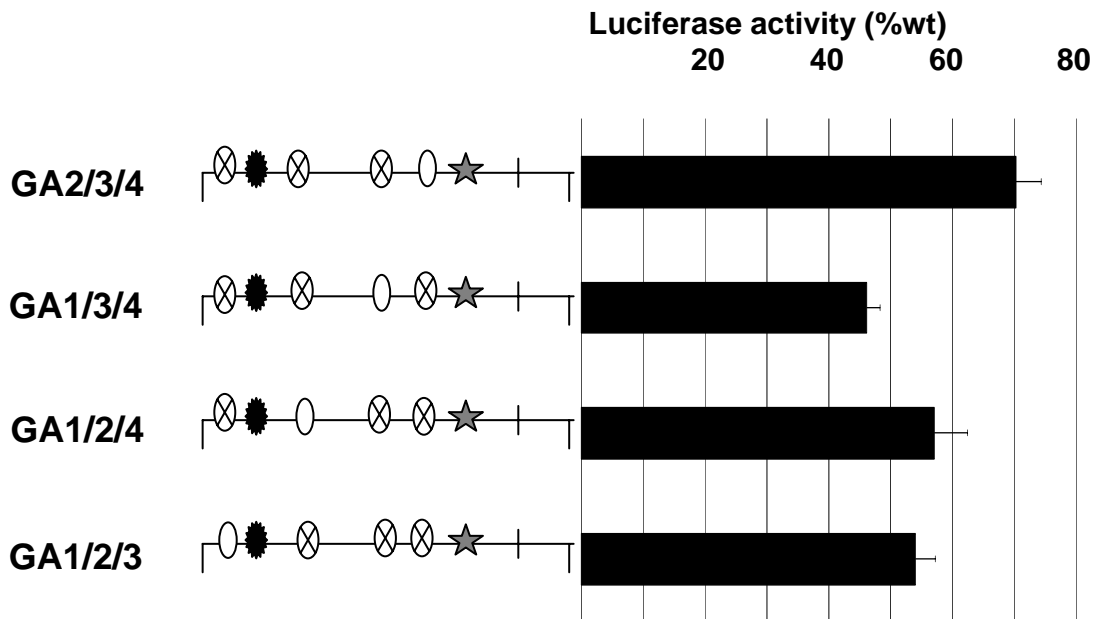 Luciferase activity (%wt)
20 40 60 80
GA2/3/4
GA1/3/4
GA1/2/4
GA1/2/3